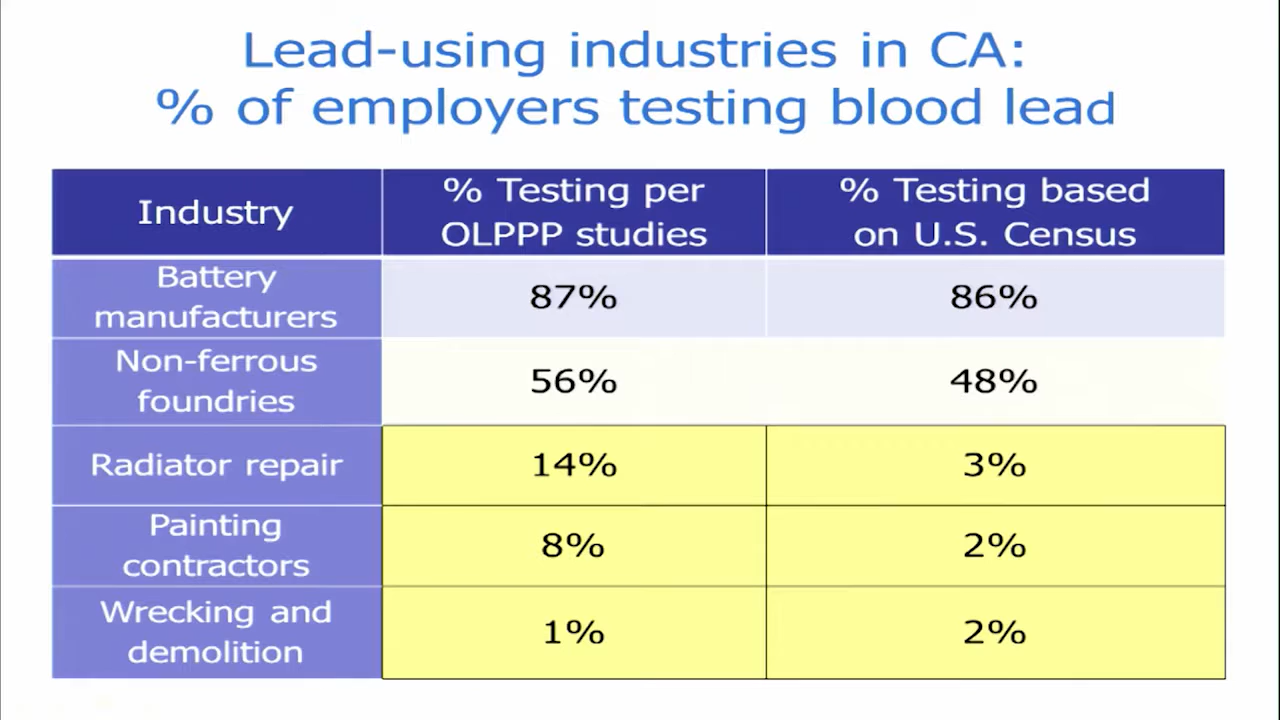 Lead-using industries in CA:
% of employers testing blood lead
Industry
% Testing per
OLPPP studies
% Testing based
on U.S. Census
Battery
manufacturers
87%
86%
Non-ferrous
foundries
56%
48%
Radiator repair
14%
3%
Painting
contractors
8%
2%
Wrecking and
demolition
1%
2%